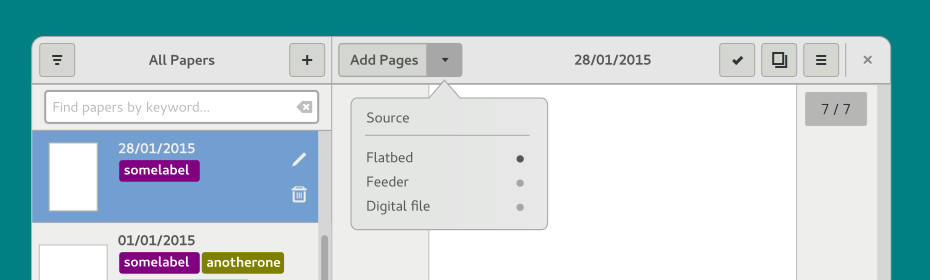 All Papers
Add Pages
28/01/2015
Find papers by keyword...
7 / 7
Source
Flatbed
Feeder
Digital file
28/01/2015
somelabel
01/01/2015
somelabel anotherone